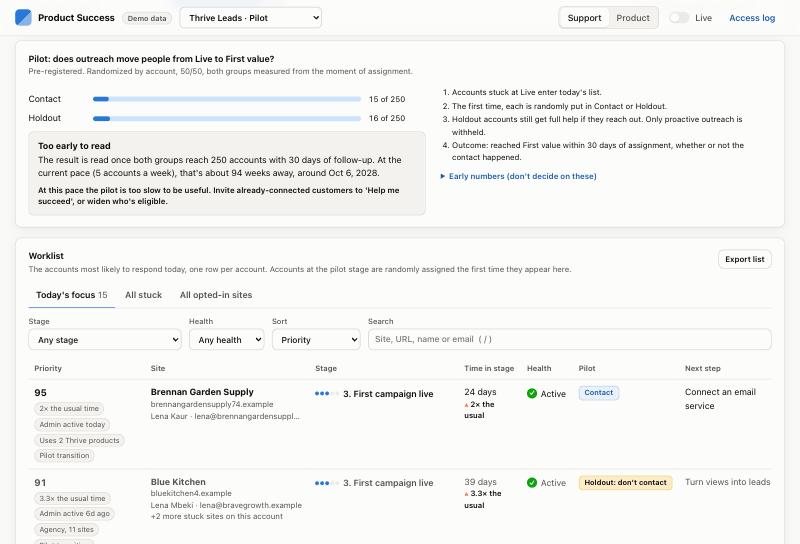 Product Success
Demo data
Thrive Leads · Pilot
Support
Product
Live
Access log
Pilot: does outreach move people from Live to First value?
Pre-registered. Randomized by account, 50/50, both groups measured from the moment of assignment.
Contact
15 of 250
Holdout
16 of 250
Too early to read
The result is read once both groups reach 250 accounts with 30 days of follow-up. At the
current pace (5 accounts a week), that's about 94 weeks away, around Oct 6, 2028.
At this pace the pilot is too slow to be useful. Invite already-connected customers to 'Help me
succeed', or widen who's eligible.
1. Accounts stuck at Live enter today's list.
2. The first time, each is randomly put in Contact or Holdout.
3. Holdout accounts still get full help if they reach out. Only proactive outreach is
withheld.
4. Outcome: reached First value within 30 days of assignment, whether or not the
contact happened.
Early numbers (don't decide on these)
Worklist
The accounts most likely to respond today, one row per account. Accounts at the pilot stage are randomly assigned the first time they appear here.
Export list
Today's focus 15
All stuck
All opted-in sites
Stage
Health
Sort
Search
Any stage
Any health
Priority
Site, URL, name or email ( / )
Priority
Site
Stage
Time in stage
Health
Pilot
Next step
95
2× the usual time
Admin active today
Uses 2 Thrive products
Pilot transition
Brennan Garden Supply
brennangardensupply74.example
Lena Kaur · lena@brennangardensuppl...
3. First campaign live
24 days
▲ 2× the
usual
Active
Contact
Connect an email
service
91
3.3× the usual time
Admin active 6d ago
Agency, 11 sites
Blue Kitchen
bluekitchen4.example
Lena Mbeki · lena@bravegrowth.example
+2 more stuck sites on this account
3. First campaign live
39 days
▲ 3.3× the
usual
Active
Holdout: don't contact
Turn views into leads